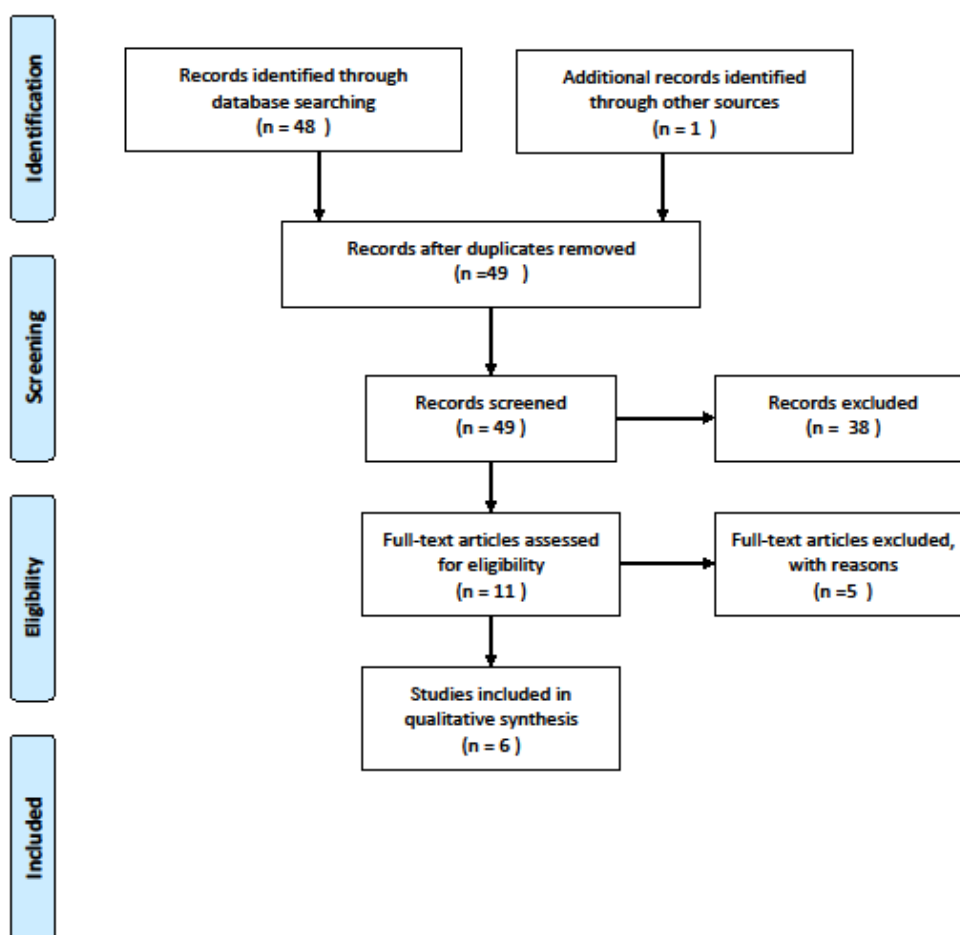 Identification
Records identified through
database searching
(n = 48 )
Additional records identified
through other sources
(n = 1 )
Records after duplicates removed
(n =49 )
Screening
Records screened
(n = 49 )
Records excluded
(n = 38 )
Eligibility
Full-text articles assessed
for eligibility
(n = 11 )
Full-text articles excluded,
with reasons
(n =5 )
Studies included in
qualitative synthesis
(n = 6 )
Included